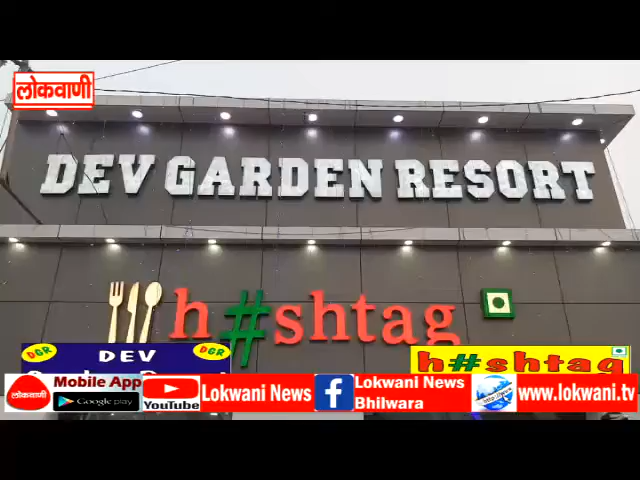 लोकवाणी
DEV GARDEN RESORT
h#shtag
DGR DEV DGR
h#shtag
लोकवाणी
Mobile App
Google play
YouTube
Lokwani News
Lokwani News
Bhilwara
www.lokwani.tv